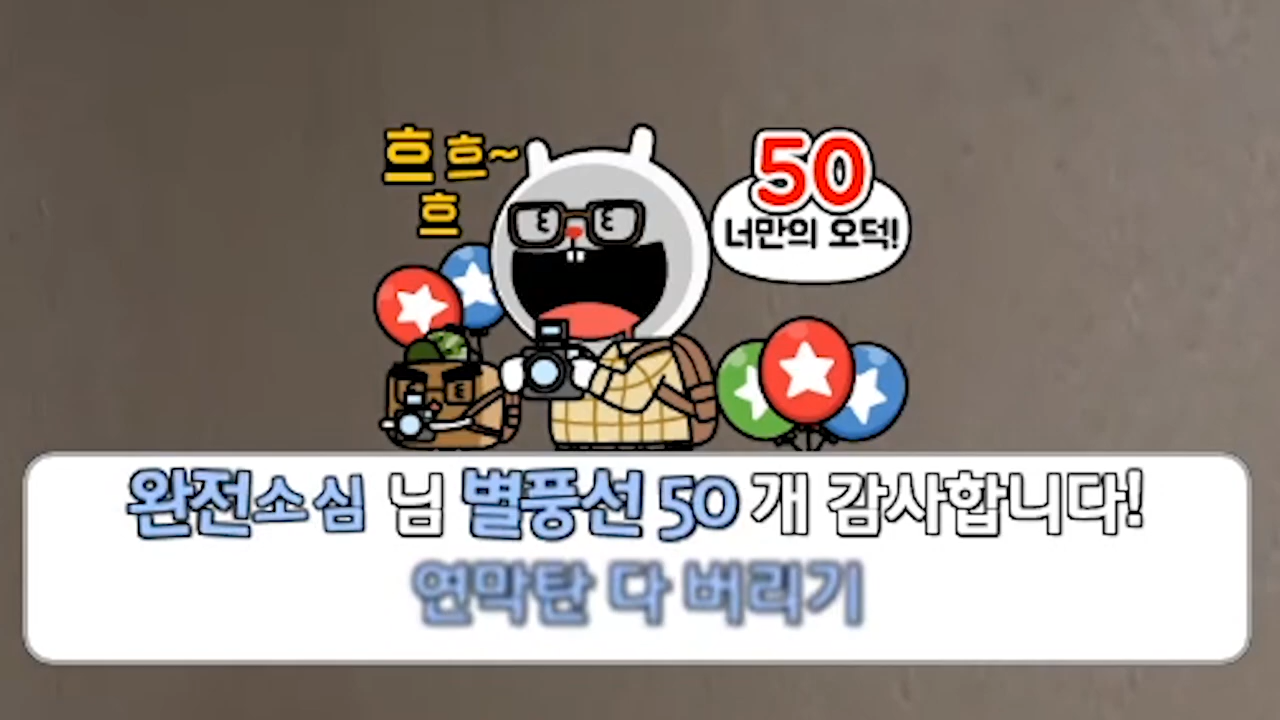 흐 흐~
흐
50
너만의 오덕!
완전소심 님 별풍선 50 개 감사합니다!
연막탄 다 버리기